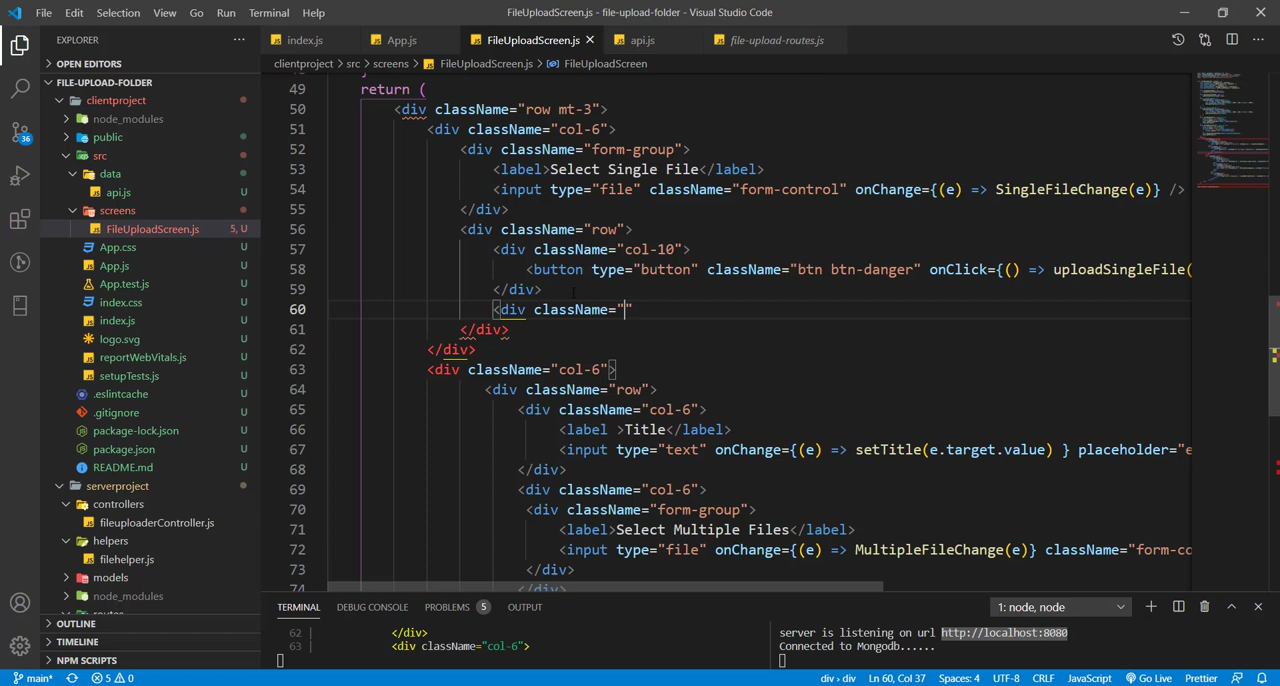 File Edit Selection View Go Run Terminal Help
FileUploadScreen.js - file-upload-folder - Visual Studio Code
EXPLORER
OPEN EDITORS
FILE-UPLOAD-FOLDER
clientproject
node_modules
public
src
data
api.js
screens
FileUploadScreen.js 5, U
App.css U
App.js U
App.test.js U
index.css U
index.js U
logo.svg U
reportWebVitals.js U
setupTests.js U
.eslintcache U
.gitignore U
package-lock.json U
package.json U
README.md U
serverproject
controllers
fileuploaderController.js
helpers
filehelper.js
models
node_modules
OUTLINE
TIMELINE
NPM SCRIPTS
36
index.js App.js FileUploadScreen.js api.js file-upload-routes.js
clientproject > src > screens > FileUploadScreen.js > FileUploadScreen
49 return (
50 <div className="row mt-3">
51 <div className="col-6">
52 <div className="form-group">
53 <label>Select Single File</label>
54 <input type="file" className="form-control" onChange={(e) => SingleFileChange(e)} />
55 </div>
56 <div className="row">
57 <div className="col-10">
58 <button type="button" className="btn btn-danger" onClick={() => uploadSingleFile(
59 </div>
60 <div className=""
61 </div>
62 </div>
63 <div className="col-6">
64 <div className="row">
65 <div className="col-6">
66 <label >Title</label>
67 <input type="text" onChange={(e) => setTitle(e.target.value) } placeholder="e
68 </div>
69 <div className="col-6">
70 <div className="form-group">
71 <label>Select Multiple Files</label>
72 <input type="file" onChange={(e) => MultipleFileChange(e)} className="form-co
73 </div>
74 </div>
TERMINAL DEBUG CONSOLE PROBLEMS 5 OUTPUT
1: node, node
62 | </div>
63 | <div className="col-6">
server is listening on url http://localhost:8080
Connected to Mongodb......
main* 5 0 div > div Ln 60, Col 37 Spaces: 4 UTF-8 CRLF JavaScript Go Live Prettier